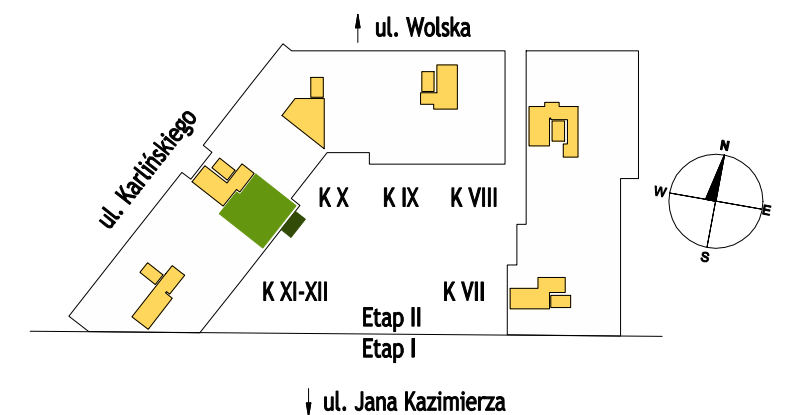 ul. Wolska
ul. Karlińskiego
N
W
E
S
K X K IX K VIII
K XI-XII K VII
Etap II
Etap I
ul. Jana Kazimierza